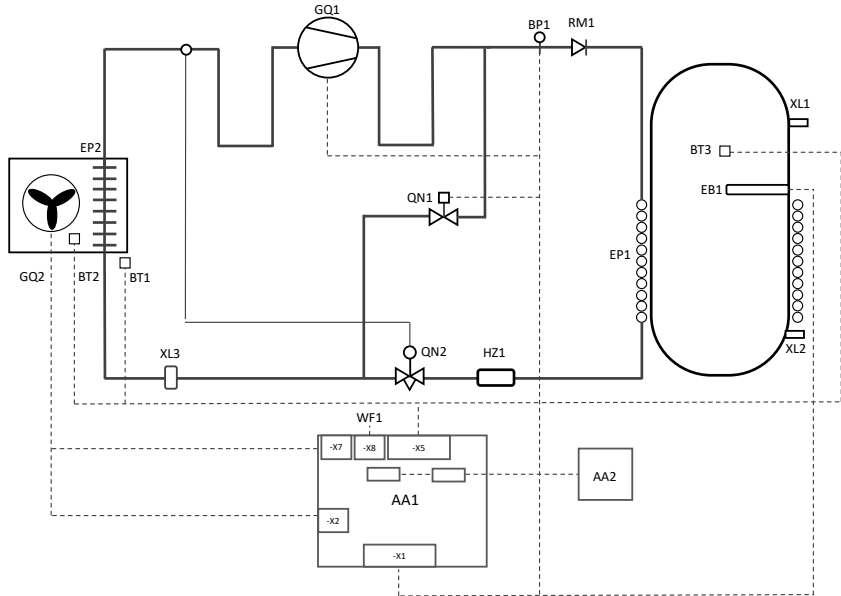 GQ1
BP1
RM1
XL1
EP2
BT3
EB1
QN1
EP1
GQ2
BT2
BT1
XL3
QN2
HZ1
XL2
WF1
-X7
-X8
-X5
AA1
AA2
-X2
-X1